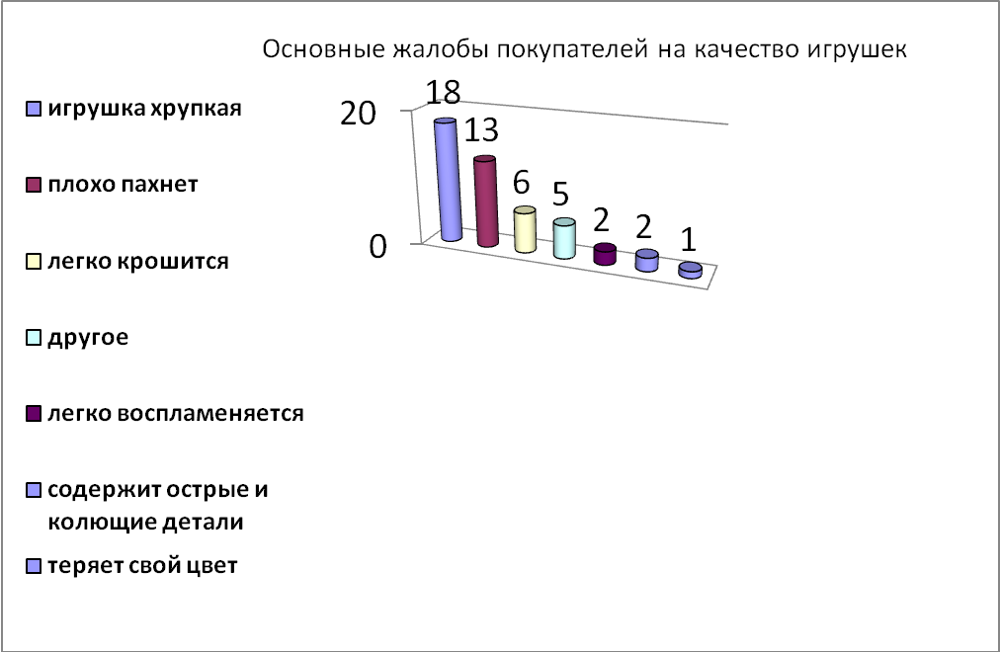 Основные жалобы покупателей на качество игрушек
игрушка хрупкая
плохо пахнет
легко крошится
другое
легко воспламеняется
содержит острые и
колющие детали
теряет свой цвет
20
0
18
13
6
5
2
2
1